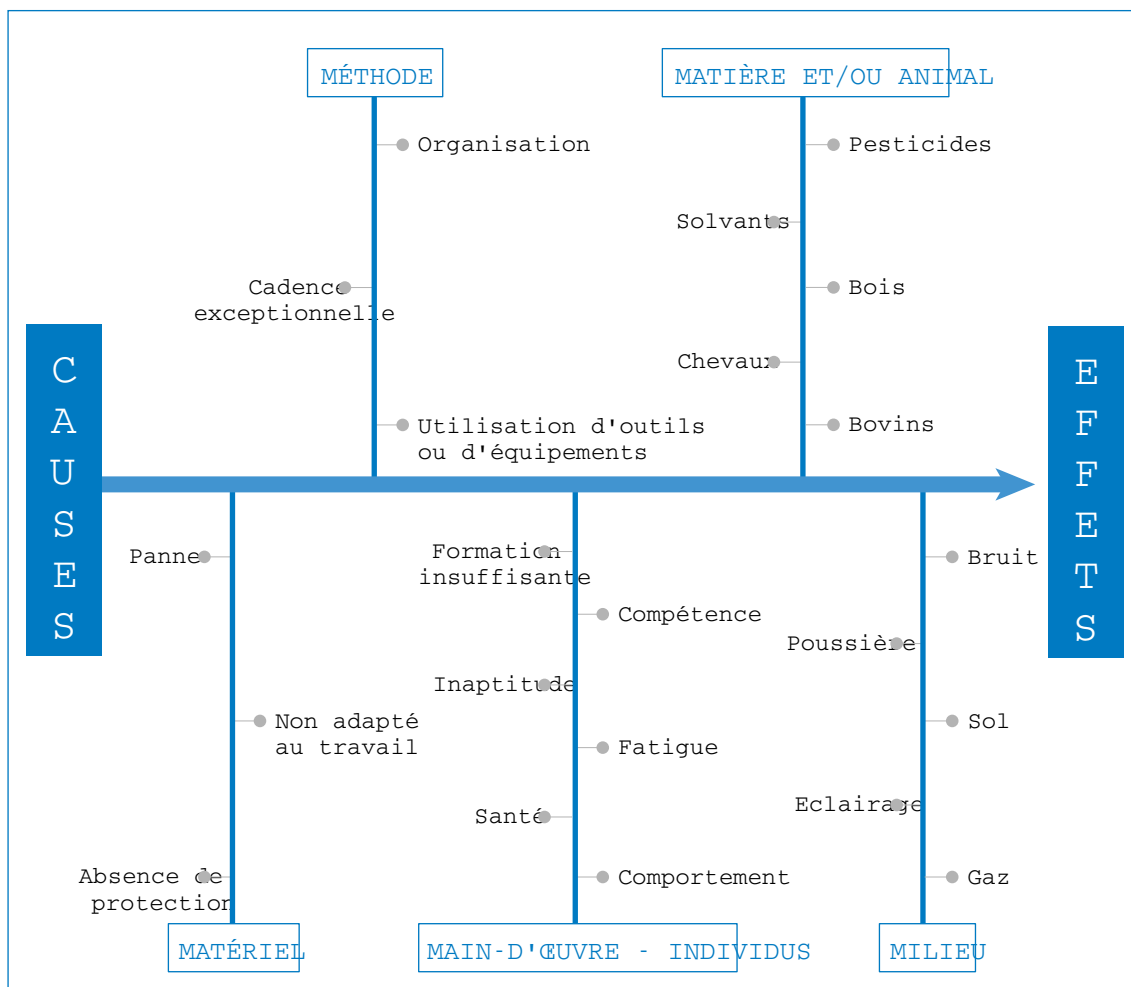 MÉTHODE
MATIÈRE ET/OU ANIMAL
Organisation
Pesticides
Solvants
Cadence
exceptionnelle
Bois
Chevaux
Utilisation d'outils
ou d'équipements
Bovins
CAUSES
EFFETS
Panne
Formation
insuffisante
Bruit
Compétence
Poussière
Inaptitude
Non adapté
au travail
Fatigue
Sol
Santé
Eclairage
Absence de
protection
Comportement
Gaz
MATÉRIEL
MAIN-D'ŒUVRE - INDIVIDUS
MILIEU